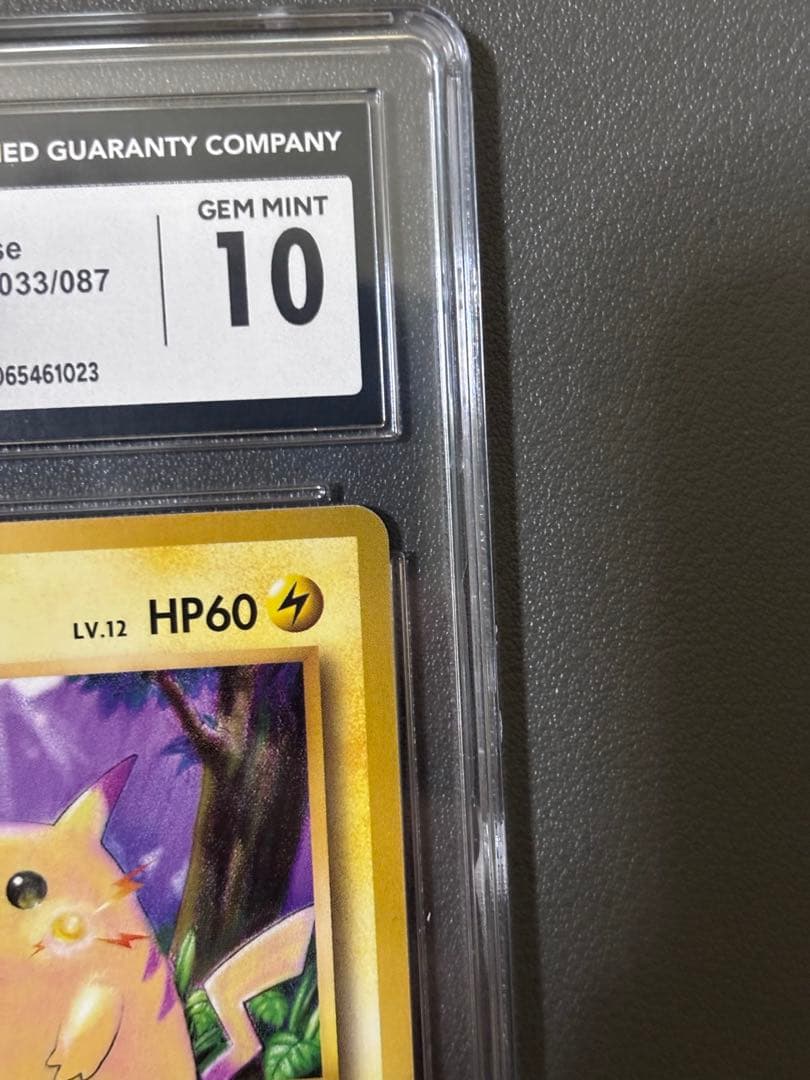 IED GUARANTY COMPANY
GEM MINT
10
se
033/087
065461023
LV.12 HP60